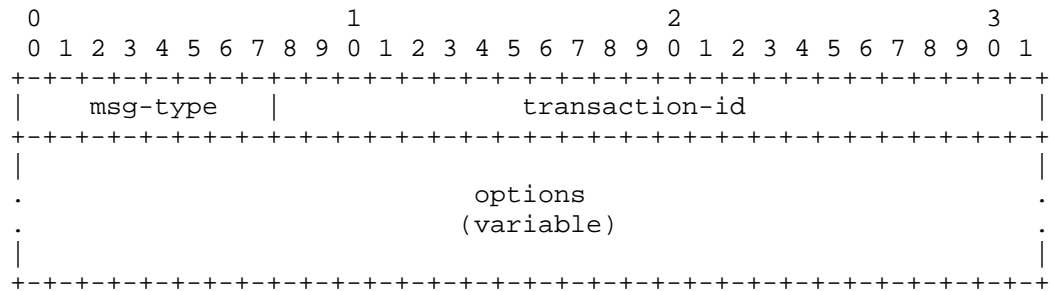 0                   1                   2                   3
 0 1 2 3 4 5 6 7 8 9 0 1 2 3 4 5 6 7 8 9 0 1 2 3 4 5 6 7 8 9 0 1
+-+-+-+-+-+-+-+-+-+-+-+-+-+-+-+-+-+-+-+-+-+-+-+-+-+-+-+-+-+-+-+-+
|    msg-type   |               transaction-id                  |
+-+-+-+-+-+-+-+-+-+-+-+-+-+-+-+-+-+-+-+-+-+-+-+-+-+-+-+-+-+-+-+-+
|                                                               |
.                            options                            .
.                           (variable)                          .
|                                                               |
+-+-+-+-+-+-+-+-+-+-+-+-+-+-+-+-+-+-+-+-+-+-+-+-+-+-+-+-+-+-+-+-+